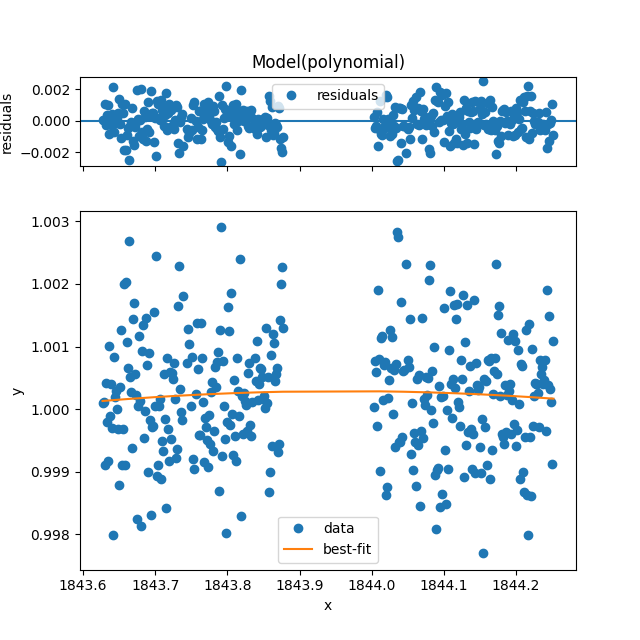 Model(polynomial)
0.002
0.000
−0.002
residuals
residuals
1.003
1.002
1.001
1.000
0.999
0.998
y
data
best-fit
1843.6 1843.7 1843.8 1843.9 1844.0 1844.1 1844.2
x